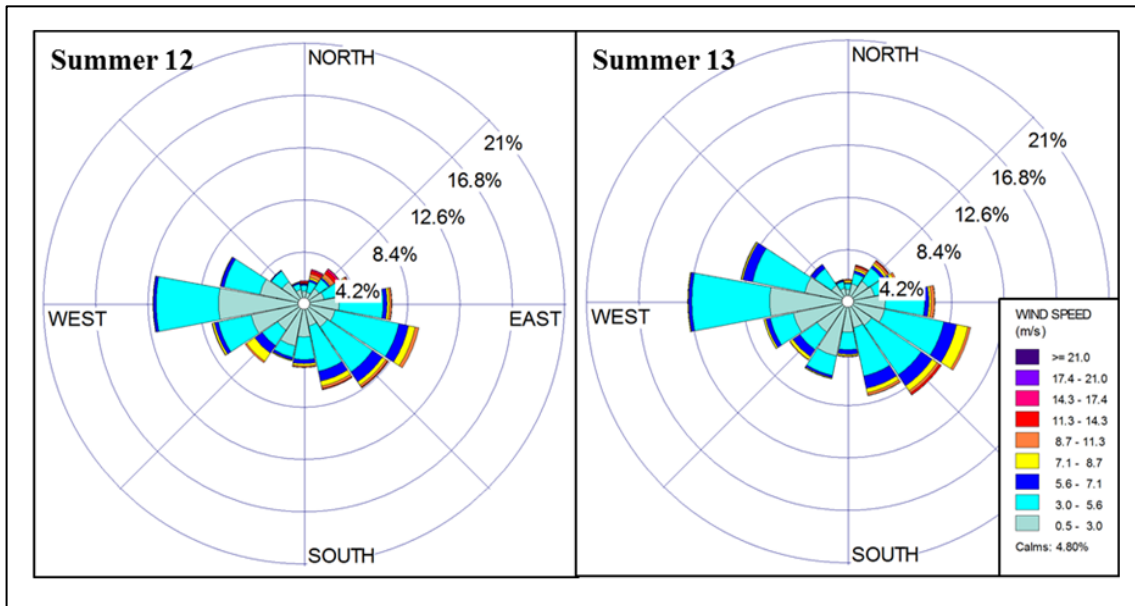 Summer 12
NORTH
21%
16.8%
12.6%
8.4%
4.2%
WEST
EAST
SOUTH
Summer 13
NORTH
21%
16.8%
12.6%
8.4%
4.2%
WEST
SOUTH
WIND SPEED
(m/s)
>= 21.0
17.4 - 21.0
14.3 - 17.4
11.3 - 14.3
8.7 - 11.3
7.1 - 8.7
5.6 - 7.1
3.0 - 5.6
0.5 - 3.0
Calms: 4.80%